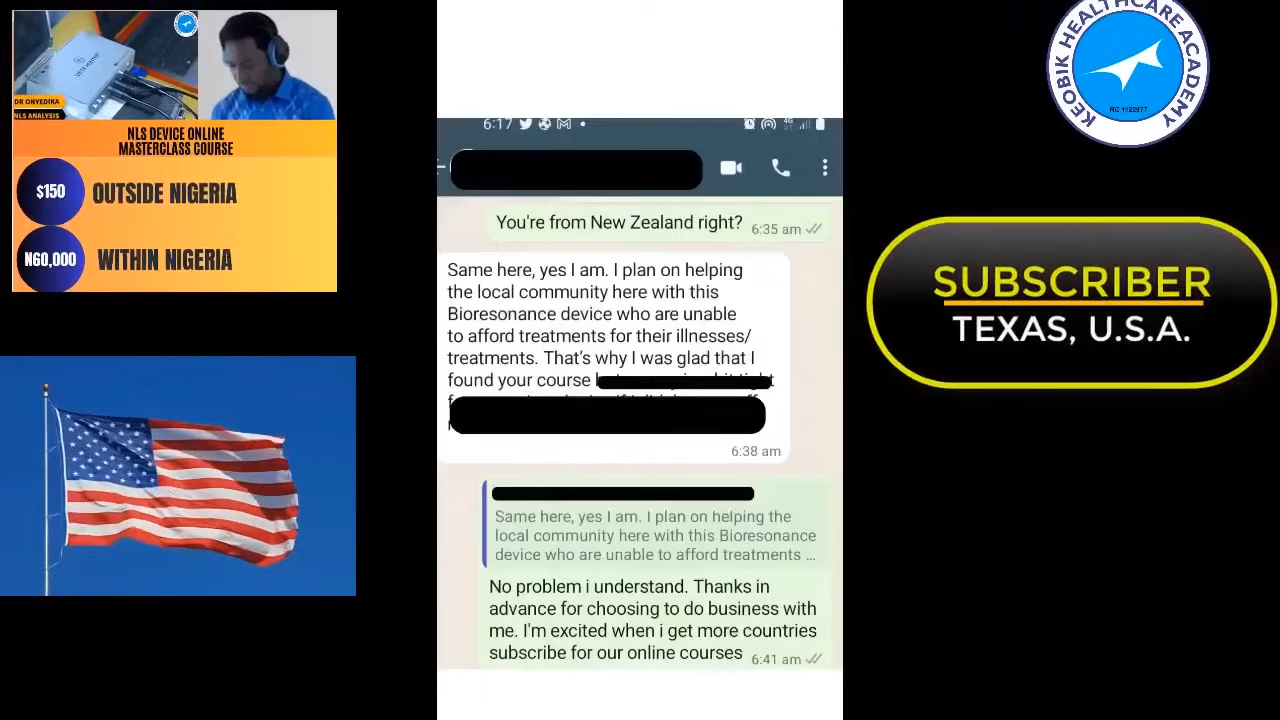 DR ONYEDIKA
NLS ANALYSIS
NLS DEVICE ONLINE
MASTERCLASS COURSE
$150 OUTSIDE NIGERIA
N60,000 WITHIN NIGERIA
6:17
4G
You're from New Zealand right?
6:35 am
Same here, yes I am. I plan on helping
the local community here with this
Bioresonance device who are unable
to afford treatments for their illnesses/
treatments. That's why I was glad that I
found your course
6:38 am
Same here, yes I am. I plan on helping the
local community here with this Bioresonance
device who are unable to afford treatments ...
No problem i understand. Thanks in
advance for choosing to do business with
me. I'm excited when i get more countries
subscribe for our online courses
6:41 am
KEOBIK HEALTHCARE ACADEMY
RC 1122977
SUBSCRIBER
TEXAS, U.S.A.